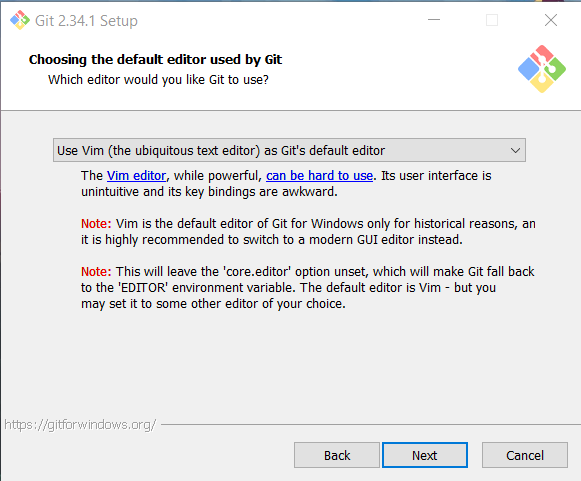 Git 2.34.1 Setup
Choosing the default editor used by Git
Which editor would you like Git to use?
Use Vim (the ubiquitous text editor) as Git's default editor
The Vim editor, while powerful, can be hard to use. Its user interface is
unintuitive and its key bindings are awkward.
Note: Vim is the default editor of Git for Windows only for historical reasons, an
it is highly recommended to switch to a modern GUI editor instead.
Note: This will leave the 'core.editor' option unset, which will make Git fall back
to the 'EDITOR' environment variable. The default editor is Vim - but you
may set it to some other editor of your choice.
https://gitforwindows.org/
Back
Next
Cancel